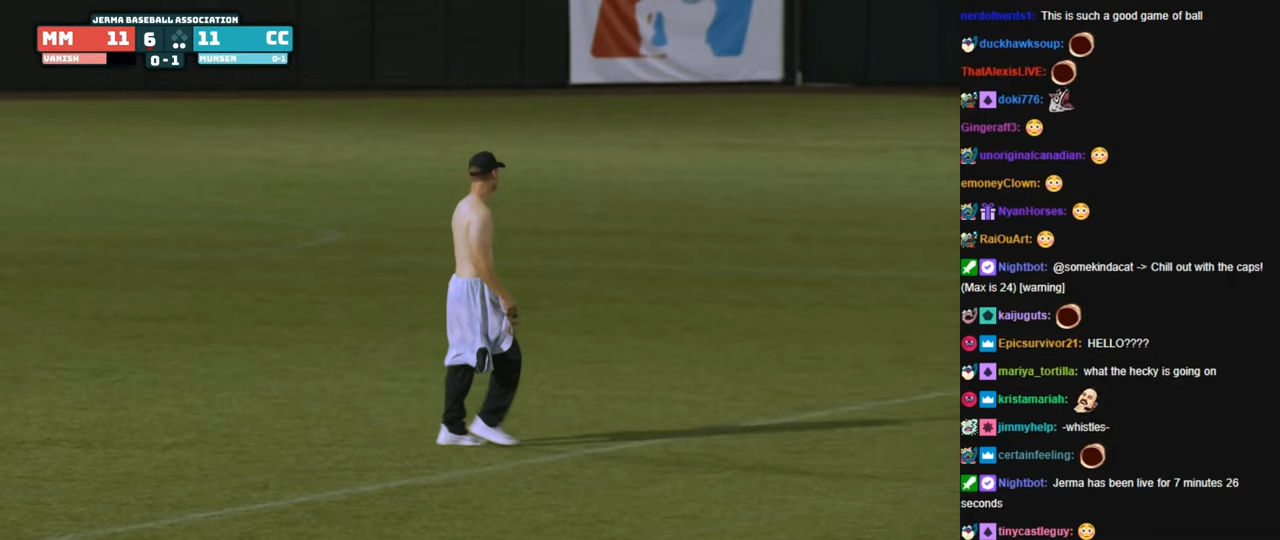 JERMA BASEBALL ASSOCIATION
MM 11 6 11 CC
VANISH 0 - 1 MUNSEN 0-1
nerdofnerds1: This is such a good game of ball
duckhawksoup:
ThatAlexisLIVE:
doki776:
Gingeraff3: 😳
unoriginalcanadian: 😳
emoneyClown: 😳
NyanHorses: 😳
RaiOuArt: 😳
Nightbot: @somekindacat -> Chill out with the caps!
(Max is 24) [warning]
kaijuguts:
Epicsurvivor21: HELLO????
mariya_tortilla: what the hecky is going on
kristamariah:
jimmyhelp: -whistles-
certainfeeling:
Nightbot: Jerma has been live for 7 minutes 26
seconds
tinycastleguy: 😳